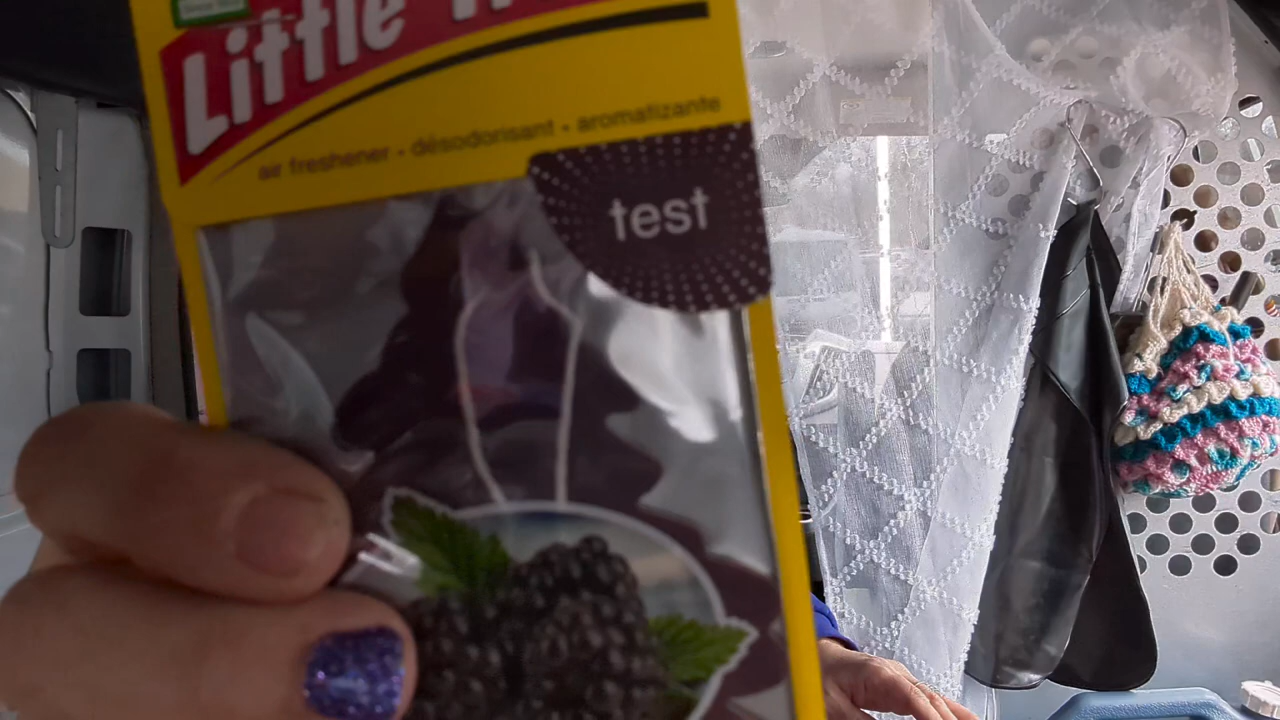 Little
air freshener • désodorisant • aromatizante
test